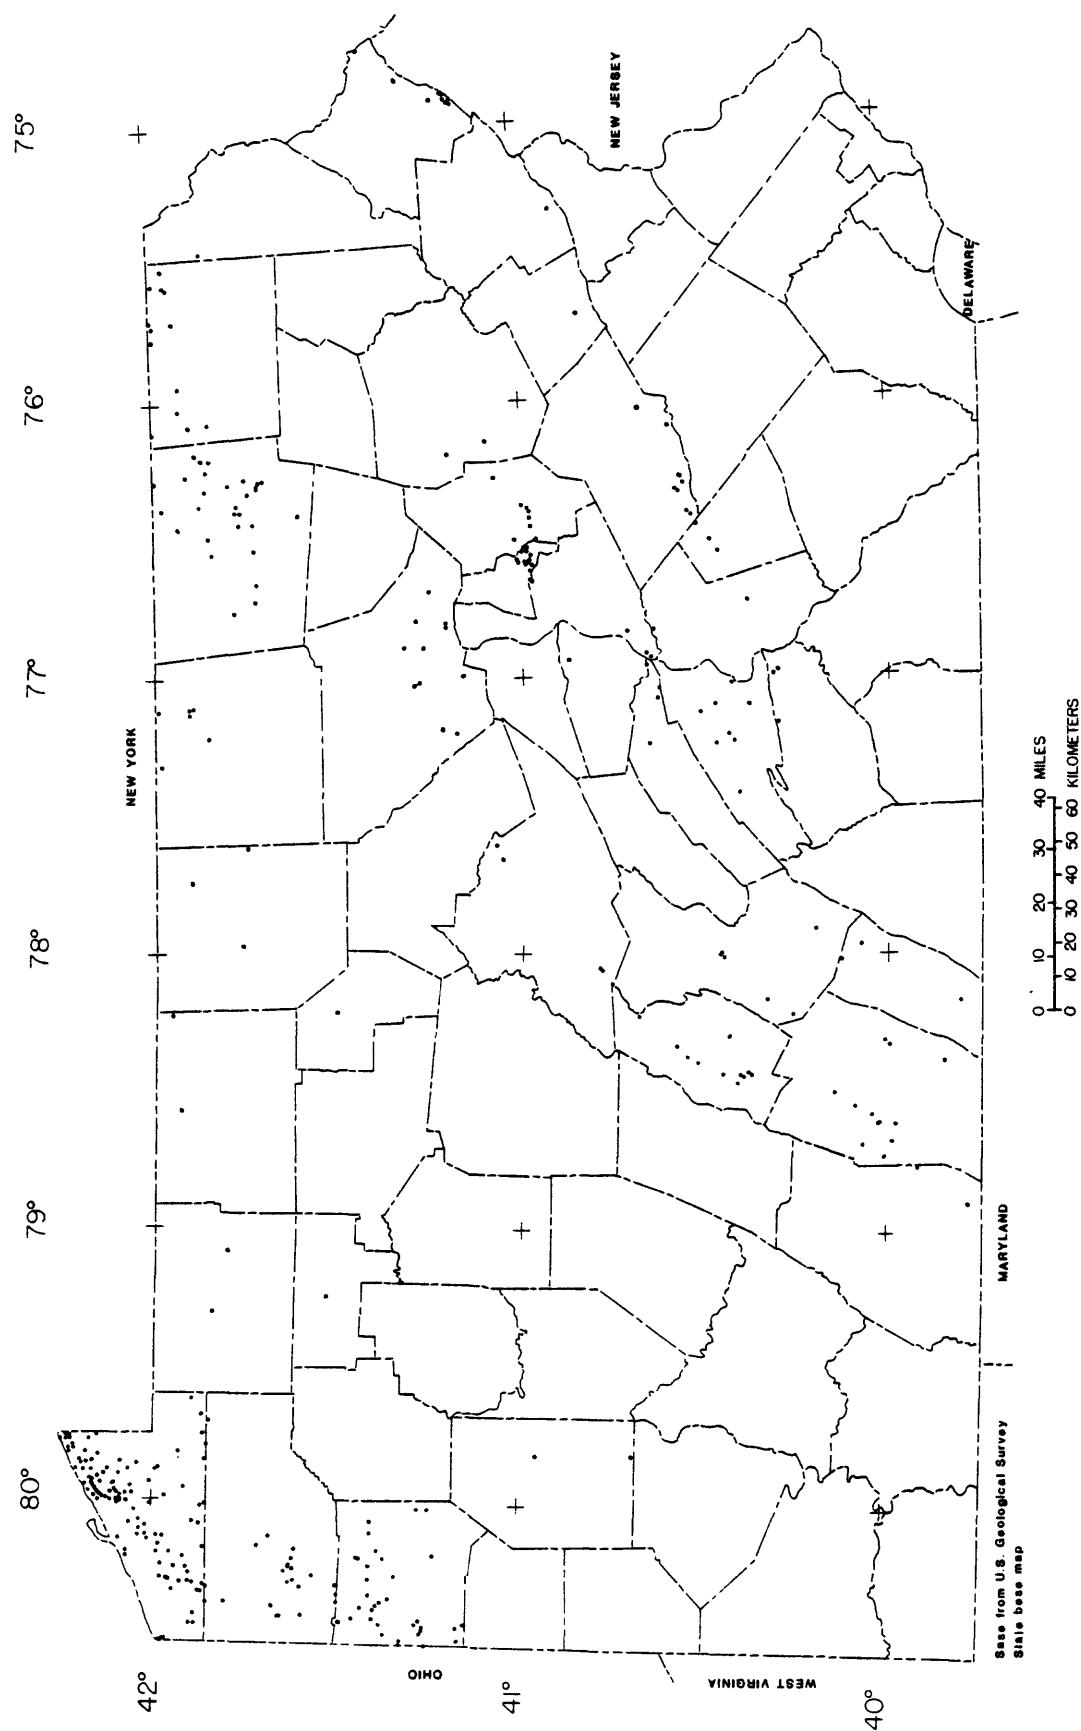 80°
79°
78°
77°
76°
75°
NEW YORK
42°
41°
40°
OHIO
WEST VIRGINIA
NEW JERSEY
DELAWARE
MARYLAND
Base from U.S. Geological Survey
State base map
0 10 20 30 40 MILES
0 10 20 30 40 50 60 KILOMETERS